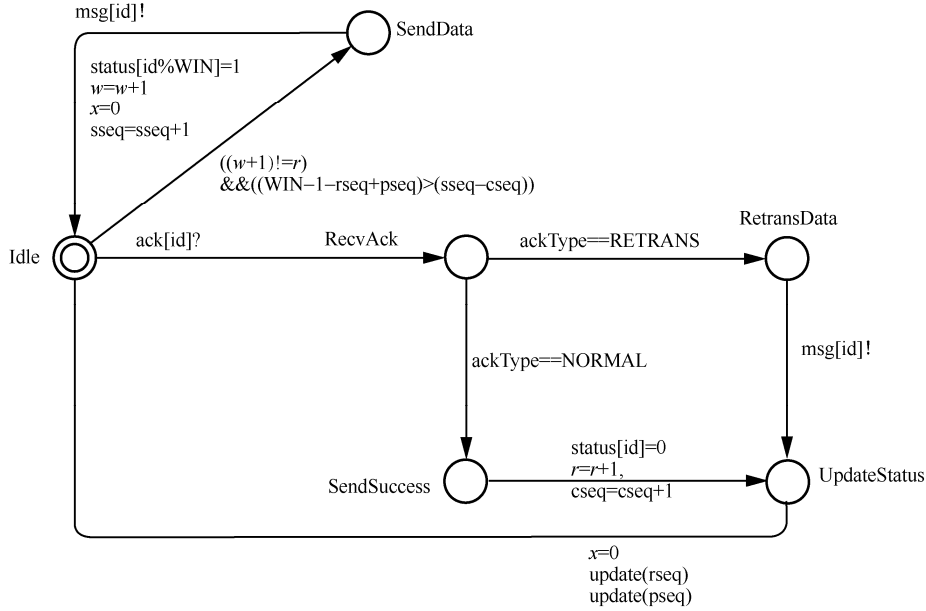 msg[id]!
SendData
status[id%WIN]=1
w=w+1
x=0
sseq=sseq+1
((w+1)!=r)
&&((WIN−1−rseq+pseq)>(sseq−cseq))
RetransData
Idle
ack[id]?
RecvAck
ackType==RETRANS
msg[id]!
ackType==NORMAL
status[id]=0
r=r+1,
cseq=cseq+1
SendSuccess
UpdateStatus
x=0
update(rseq)
update(pseq)